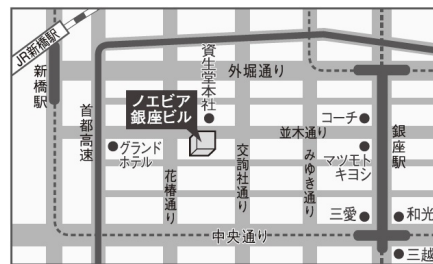 JR新橋駅
新橋駅
首都高速
外堀通り
資生堂本社
ノエビア
銀座ビル
コーチ
並木通り
銀座駅
グランド
ホテル
花椿通り
交詢社通り
みゆき通り
マツモト
キヨシ
三愛
和光
中央通り
三越